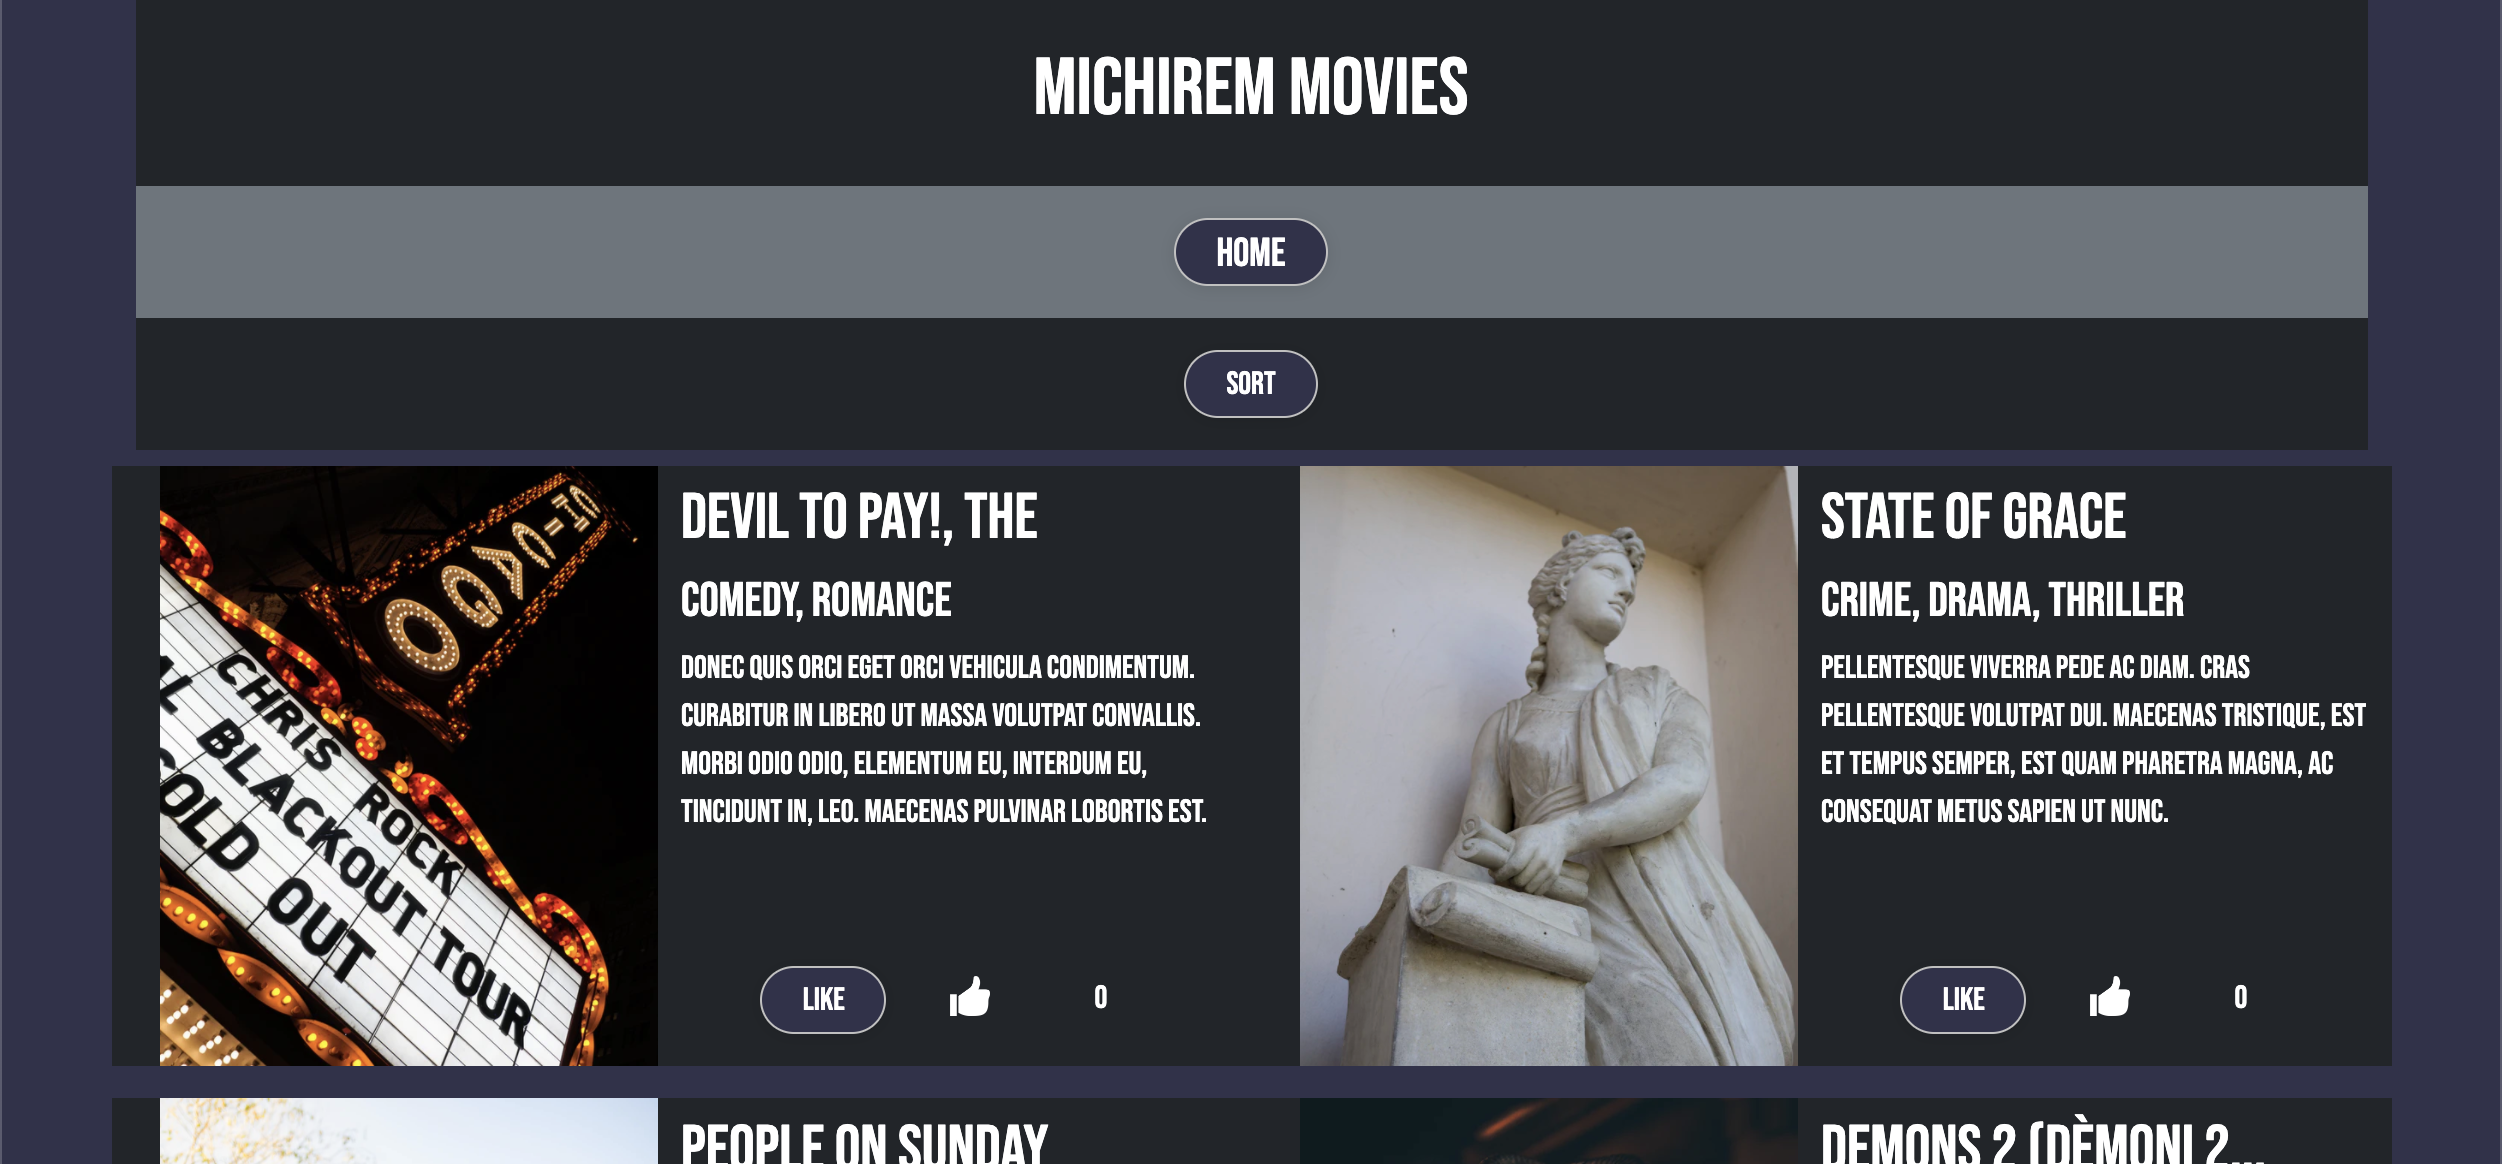 MICHIREM MOVIES
HOME
SORT
DEVIL TO PAY!, THE
COMEDY, ROMANCE
DONEC QUIS ORCI EGET ORCI VEHICULA CONDIMENTUM.
CURABITUR IN LIBERO UT MASSA VOLUTPAT CONVALLIS.
MORBI ODIO ODIO, ELEMENTUM EU, INTERDUM EU,
TINCIDUNT IN, LEO. MAECENAS PULVINAR LOBORTIS EST.
LIKE
0
CHRIS ROCK
BLACKOUT TOUR
SOLD OUT
STATE OF GRACE
CRIME, DRAMA, THRILLER
PELLENTESQUE VIVERRA PEDE AC DIAM. CRAS
PELLENTESQUE VOLUTPAT DUI. MAECENAS TRISTIQUE, EST
ET TEMPUS SEMPER, EST QUAM PHARETRA MAGNA, AC
CONSEQUAT METUS SAPIEN UT NUNC.
LIKE
0
PEOPLE ON SUNDAY
DEMONS 2 (DÈMONI 2...